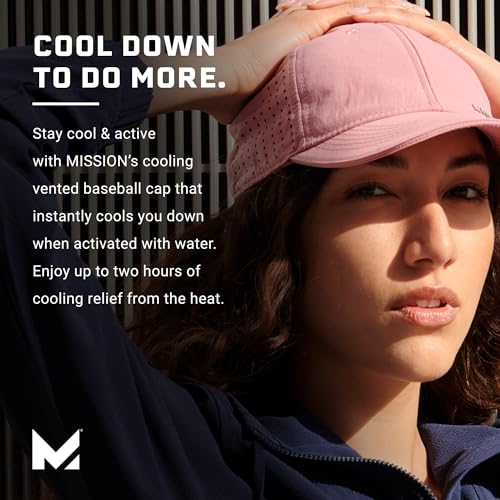 COOL DOWN
TO DO MORE.
Stay cool & active
with MISSION's cooling
vented baseball cap that
instantly cools you down
when activated with water.
Enjoy up to two hours of
cooling relief from the heat.